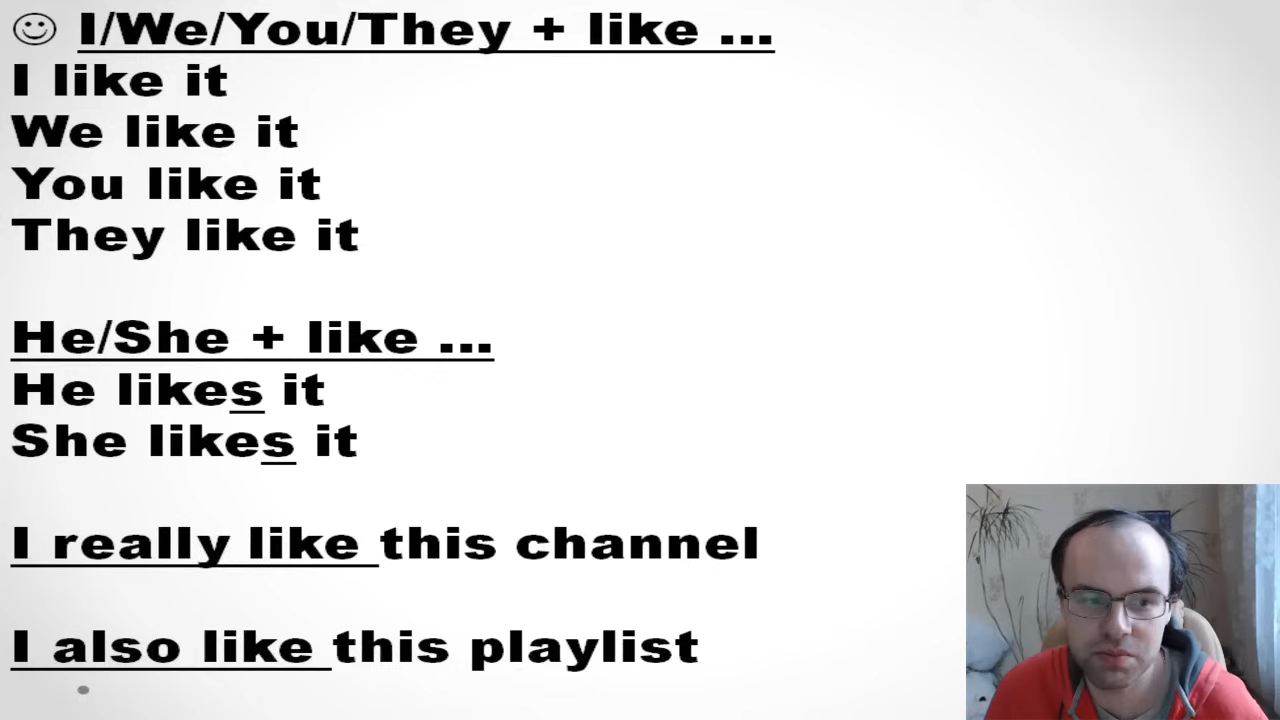 ☺ I/We/You/They + like ...
I like it
We like it
You like it
They like it
He/She + like ...
He likes it
She likes it
I really like this channel
I also like this playlist